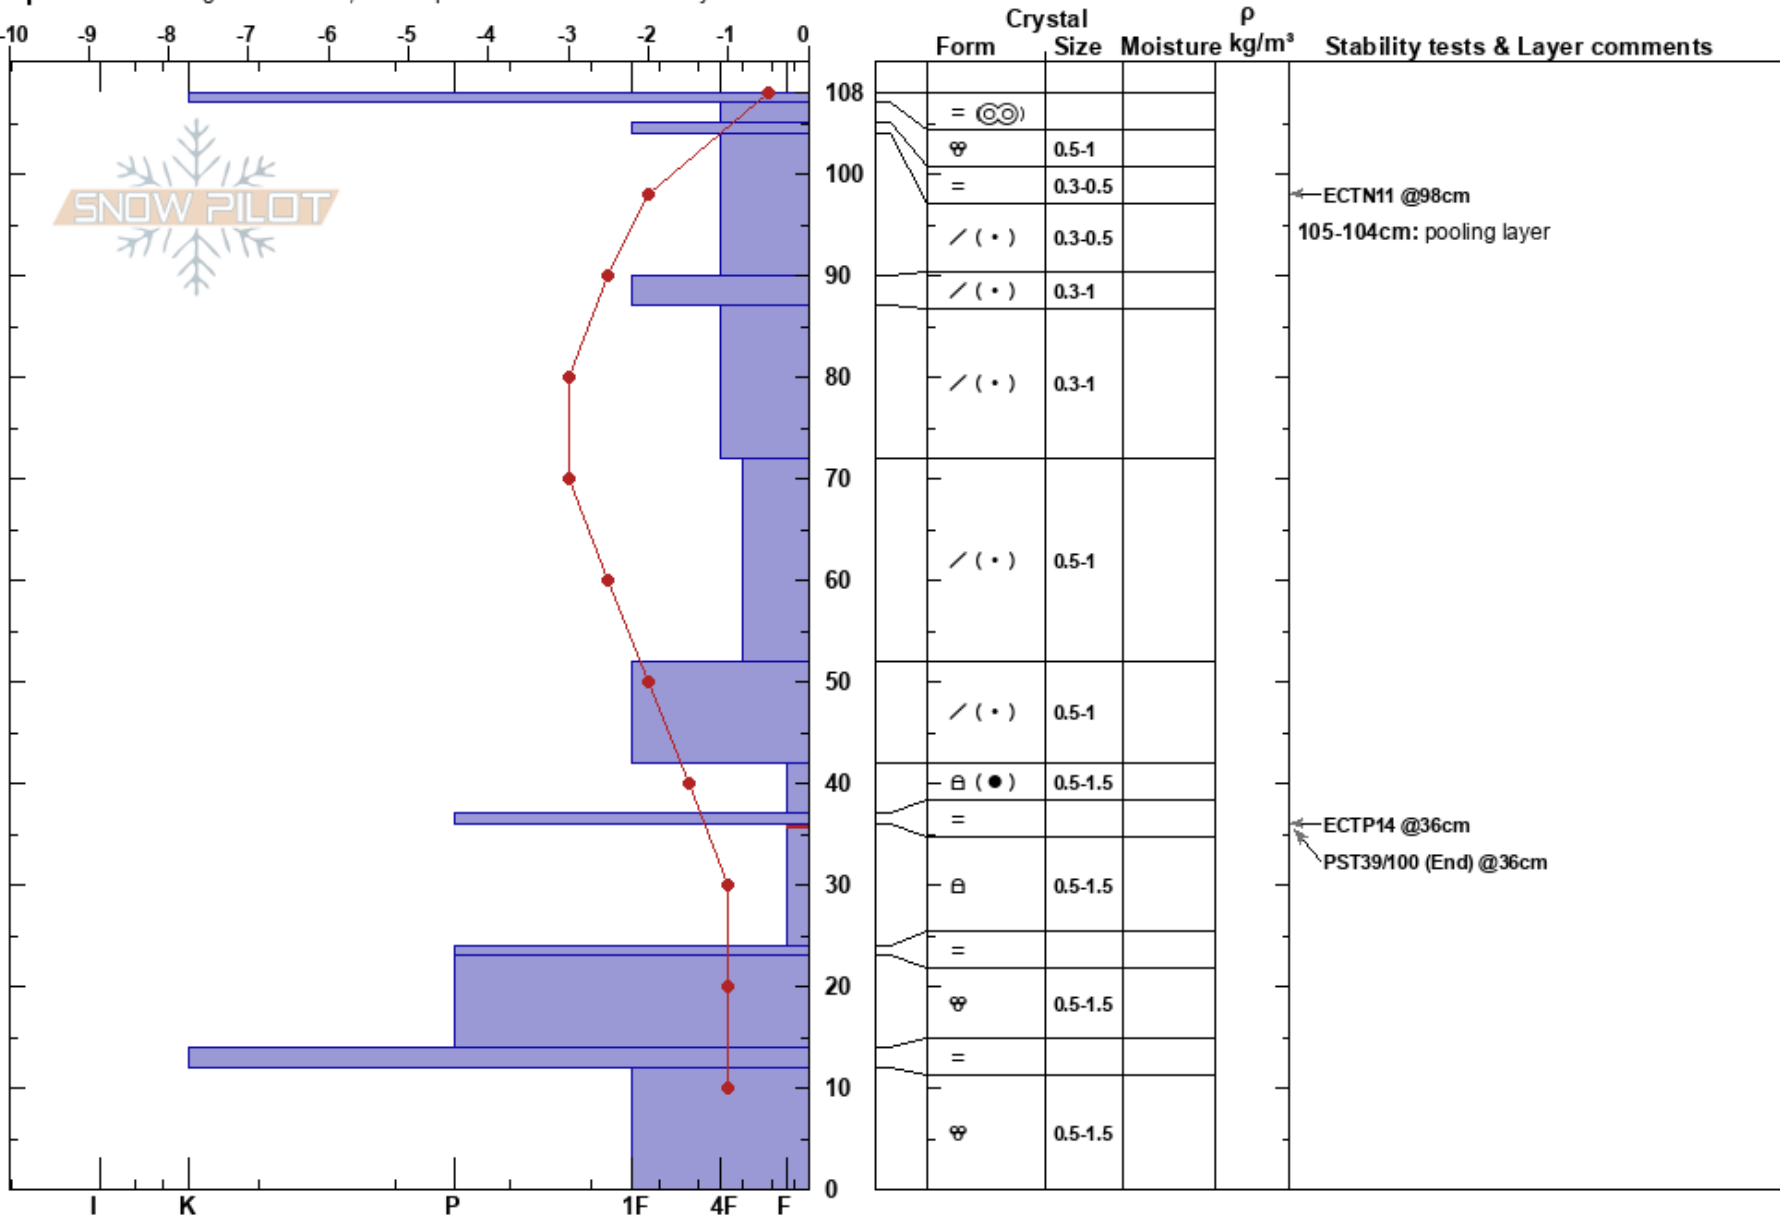 Crystal ρ
-10 -9 -8 -7 -6 -5 -4 -3 -2 -1 0 Form Size Moisture kg/m³ Stability tests & Layer comments
108
= 
0.5-1
100 = 0.3-0.5 ECTN11 @98cm
SNOW PILOT
/ ( • ) 0.3-0.5 105-104cm: pooling layer
90 / ( • ) 0.3-1
80 / ( • ) 0.3-1
70
60 / ( • ) 0.5-1
50 / ( • ) 0.5-1
40 ( ● ) 0.5-1.5
= ECTP14 @36cm
PST39/100 (End) @36cm
30 0.5-1.5
=
20 0.5-1.5
=
10
0.5-1.5
0
I K P 1F 4F F